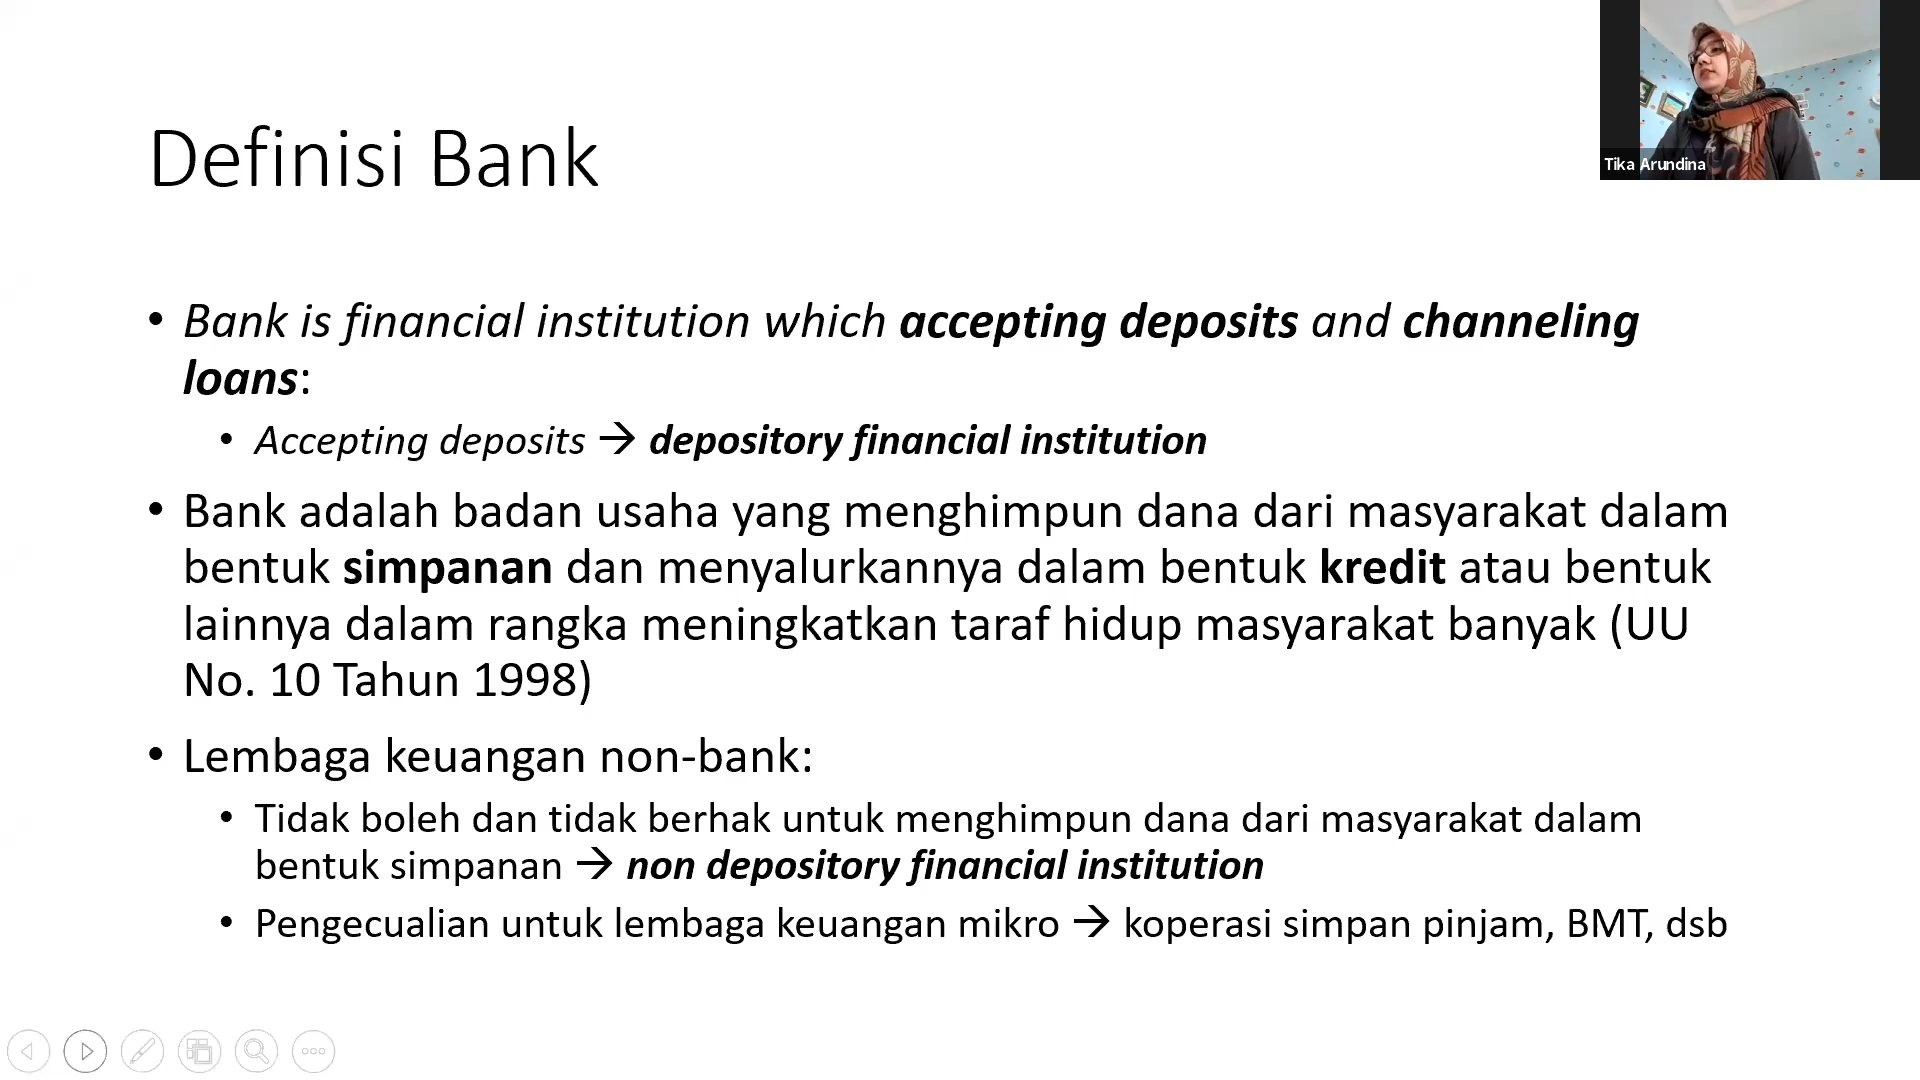 Tika Arundina
Definisi Bank
• Bank is financial institution which accepting deposits and channeling
loans:
• Accepting deposits → depository financial institution
• Bank adalah badan usaha yang menghimpun dana dari masyarakat dalam
bentuk simpanan dan menyalurkannya dalam bentuk kredit atau bentuk
lainnya dalam rangka meningkatkan taraf hidup masyarakat banyak (UU
No. 10 Tahun 1998)
• Lembaga keuangan non-bank:
• Tidak boleh dan tidak berhak untuk menghimpun dana dari masyarakat dalam
bentuk simpanan → non depository financial institution
• Pengecualian untuk lembaga keuangan mikro → koperasi simpan pinjam, BMT, dsb